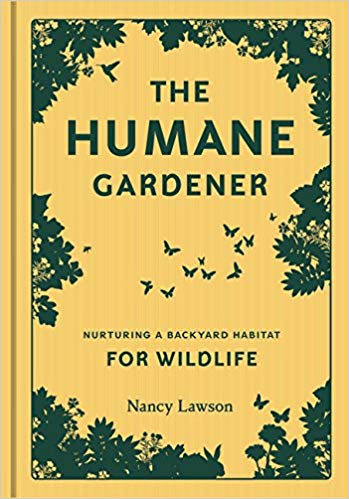 THE
HUMANE
GARDENER
NURTURING A BACKYARD HABITAT
FOR WILDLIFE
Nancy Lawson